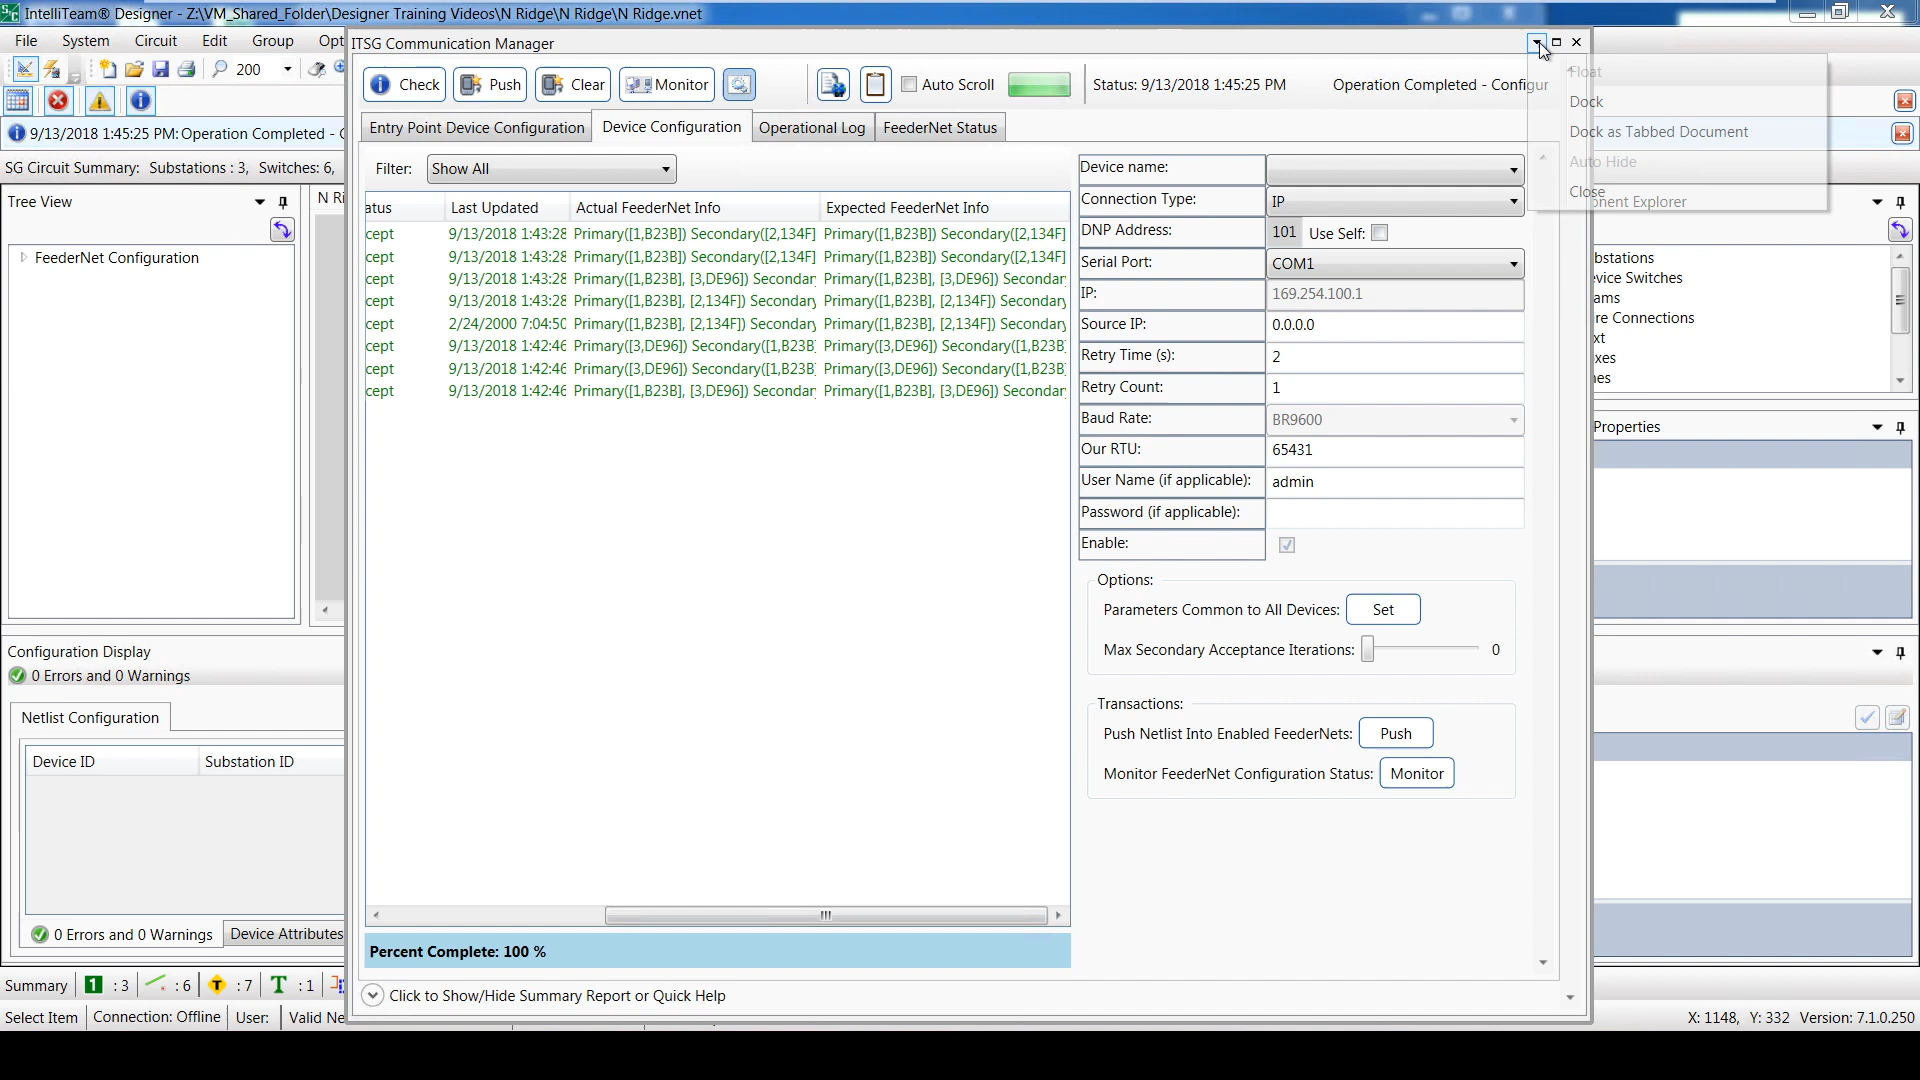 IntelliTeam® Designer - Z:\VM_Shared_Folder\Designer Training Videos\N Ridge\N Ridge\N Ridge.vnet
File System Circuit Edit Group Opt
200
9/13/2018 1:45:25 PM: Operation Completed -
SG Circuit Summary: Substations : 3, Switches: 6,
Tree View
N Ri
FeederNet Configuration
Configuration Display
0 Errors and 0 Warnings
Netlist Configuration
Device ID Substation ID
0 Errors and 0 Warnings Device Attributes
Summary 1 : 3 : 6 T : 7 T : 1
Select Item Connection: Offline User: Valid Ne
ITSG Communication Manager
Check Push Clear Monitor Auto Scroll Status: 9/13/2018 1:45:25 PM Operation Completed - Configur
Entry Point Device Configuration Device Configuration Operational Log FeederNet Status
Filter: Show All
atus Last Updated Actual FeederNet Info Expected FeederNet Info
cept 9/13/2018 1:43:28 Primary([1,B23B]) Secondary([2,134F] Primary([1,B23B]) Secondary([2,134F]
cept 9/13/2018 1:43:28 Primary([1,B23B]) Secondary([2,134F] Primary([1,B23B]) Secondary([2,134F]
cept 9/13/2018 1:43:28 Primary([1,B23B], [3,DE96]) Secondar Primary([1,B23B], [3,DE96]) Secondar
cept 9/13/2018 1:43:28 Primary([1,B23B], [2,134F]) Secondary Primary([1,B23B], [2,134F]) Secondary
cept 2/24/2000 7:04:50 Primary([1,B23B], [2,134F]) Secondary Primary([1,B23B], [2,134F]) Secondary
cept 9/13/2018 1:42:46 Primary([3,DE96]) Secondary([1,B23B] Primary([3,DE96]) Secondary([1,B23B]
cept 9/13/2018 1:42:46 Primary([3,DE96]) Secondary([1,B23B] Primary([3,DE96]) Secondary([1,B23B]
cept 9/13/2018 1:42:46 Primary([1,B23B], [3,DE96]) Secondar Primary([1,B23B], [3,DE96]) Secondar
Percent Complete: 100 %
Click to Show/Hide Summary Report or Quick Help
Device name:
Connection Type: IP
DNP Address: 101 Use Self:
Serial Port: COM1
IP: 169.254.100.1
Source IP: 0.0.0.0
Retry Time (s): 2
Retry Count: 1
Baud Rate: BR9600
Our RTU: 65431
User Name (if applicable): admin
Password (if applicable):
Enable:
Options:
Parameters Common to All Devices: Set
Max Secondary Acceptance Iterations: 0
Transactions:
Push Netlist Into Enabled FeederNets: Push
Monitor FeederNet Configuration Status: Monitor
Float
Dock
Dock as Tabbed Document
Auto Hide
Close
onent Explorer
bstations
evice Switches
ams
re Connections
xt
xes
nes
Properties
X: 1148, Y: 332 Version: 7.1.0.250